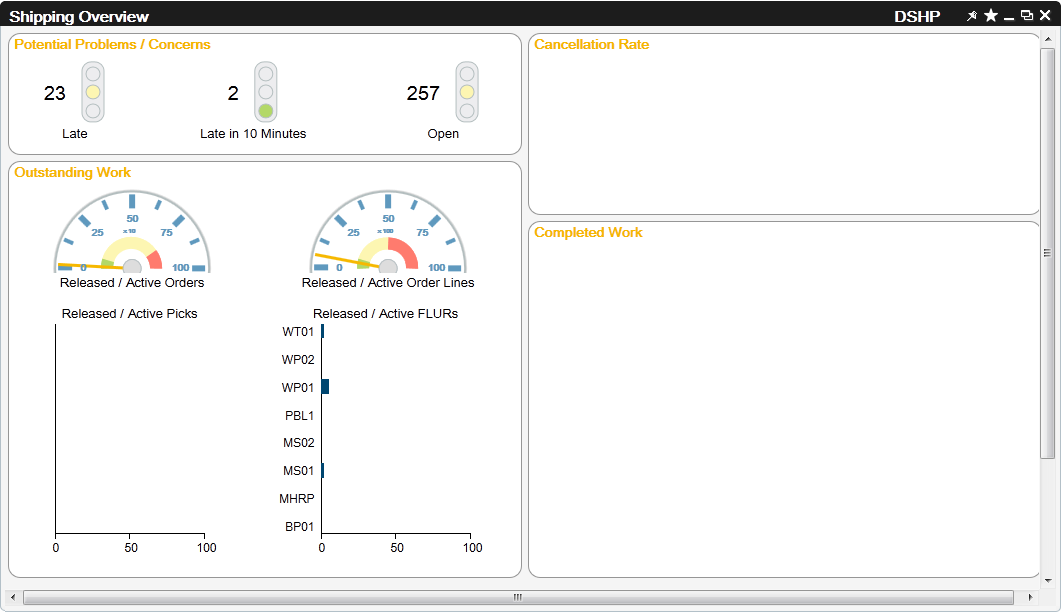 Shipping Overview DSHP
Potential Problems / Concerns
23 2 257
Late Late in 10 Minutes Open
Cancellation Rate
Outstanding Work
50 50
25 x10 75 25 x100 75
0 100 0 100
Released / Active Orders Released / Active Order Lines
Released / Active Picks Released / Active FLURs
WT01
WP02
WP01
PBL1
MS02
MS01
MHRP
BP01
0 50 100 0 50 100
Completed Work